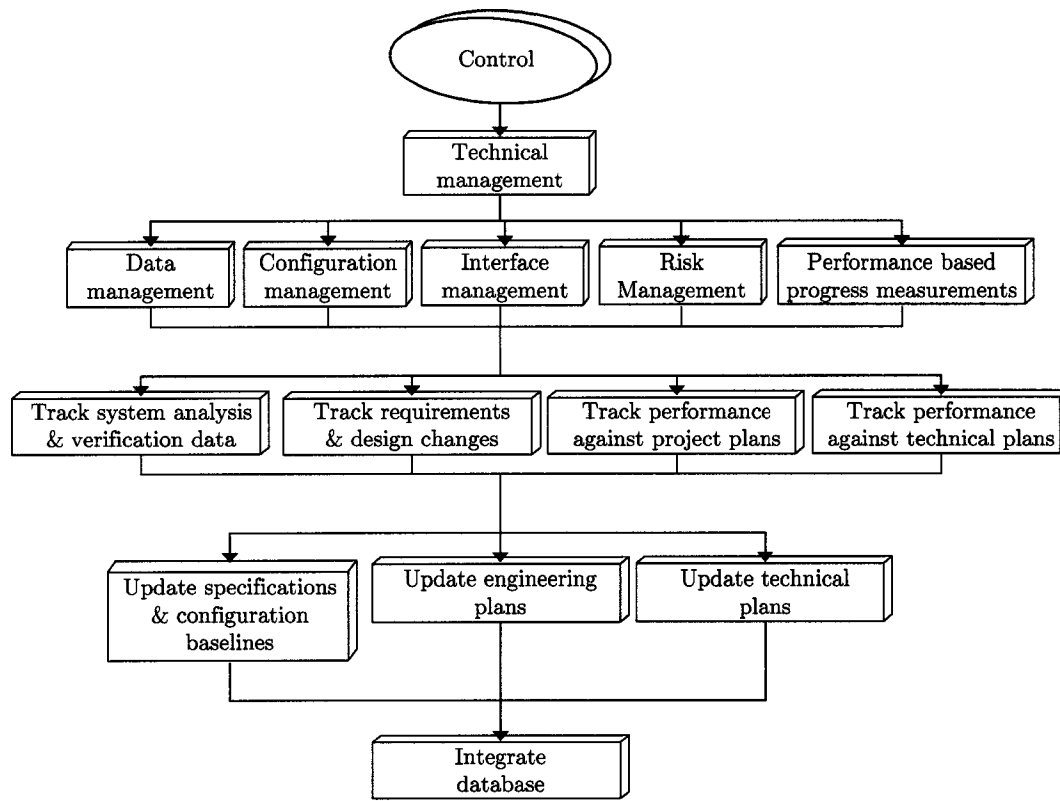 Control
Technical
management
Data
management
Configuration
management
Interface
management
Risk
Management
Performance based
progress measurements
Track system analysis
& verification data
Track requirements
& design changes
Track performance
against project plans
Track performance
against technical plans
Update specifications
& configuration
baselines
Update engineering
plans
Update technical
plans
Integrate
database